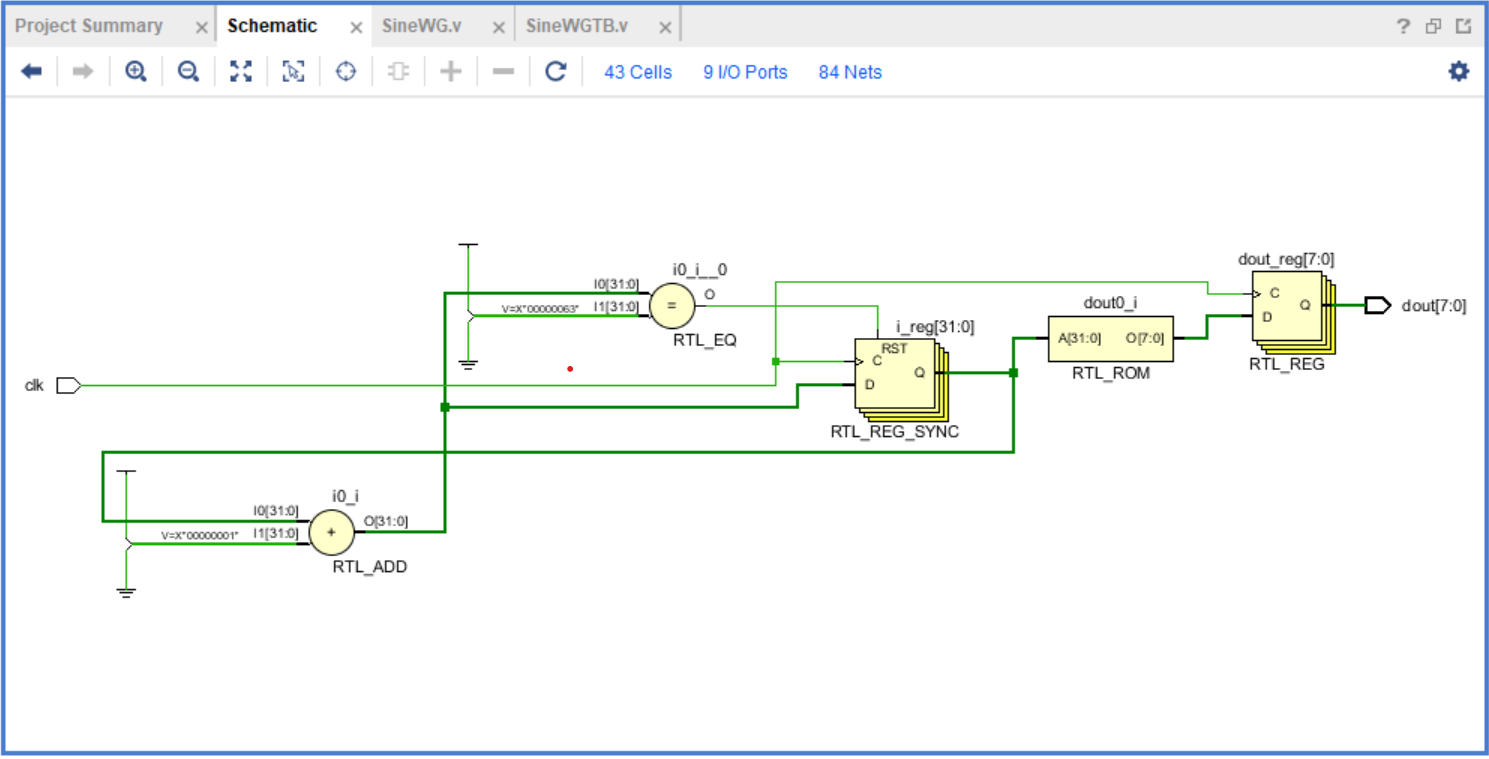 Project Summary × Schematic × SineWG.v × SineWGTB.v × ?
43 Cells 9 I/O Ports 84 Nets
dout_reg[7:0]
i0_i__0
I0[31:0] O C
V=X"00000063" I1[31:0] = dout0_i Q dout[7:0]
D
RTL_EQ i_reg[31:0] A[31:0] O[7:0]
RST RTL_ROM RTL_REG
C
clk Q
D
RTL_REG_SYNC
i0_i
I0[31:0] O[31:0]
V=X"00000001" I1[31:0] +
RTL_ADD